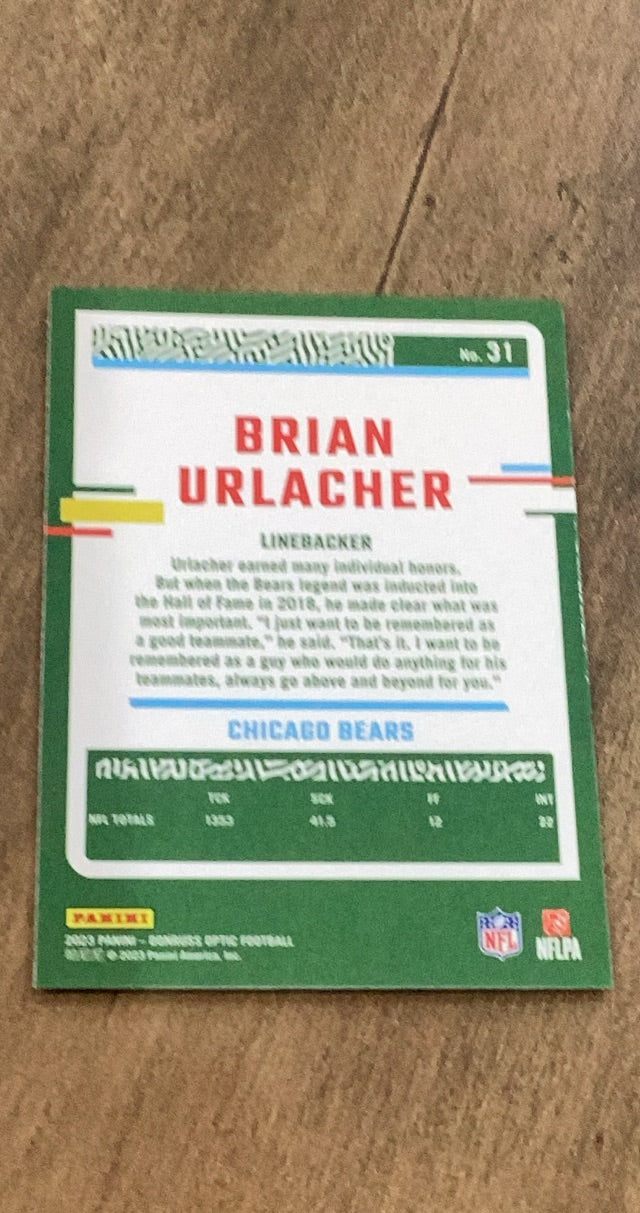 No. 31
BRIAN
URLACHER
LINEBACKER
Urlacher earned many individual honors.
But when the Bears legend was inducted into
the Hall of Fame in 2018, he made clear what was
most important. "I just want to be remembered as
a good teammate," he said. "That's it. I want to be
remembered as a guy who would do anything for his
teammates, always go above and beyond for you."
CHICAGO BEARS
TCK SCK FF INT
NFL TOTALS 1353 41.5 12 22
PANINI
2023 PANINI – DONRUSS OPTIC FOOTBALL
© 2023 Panini America, Inc.
NFL
NFLPA